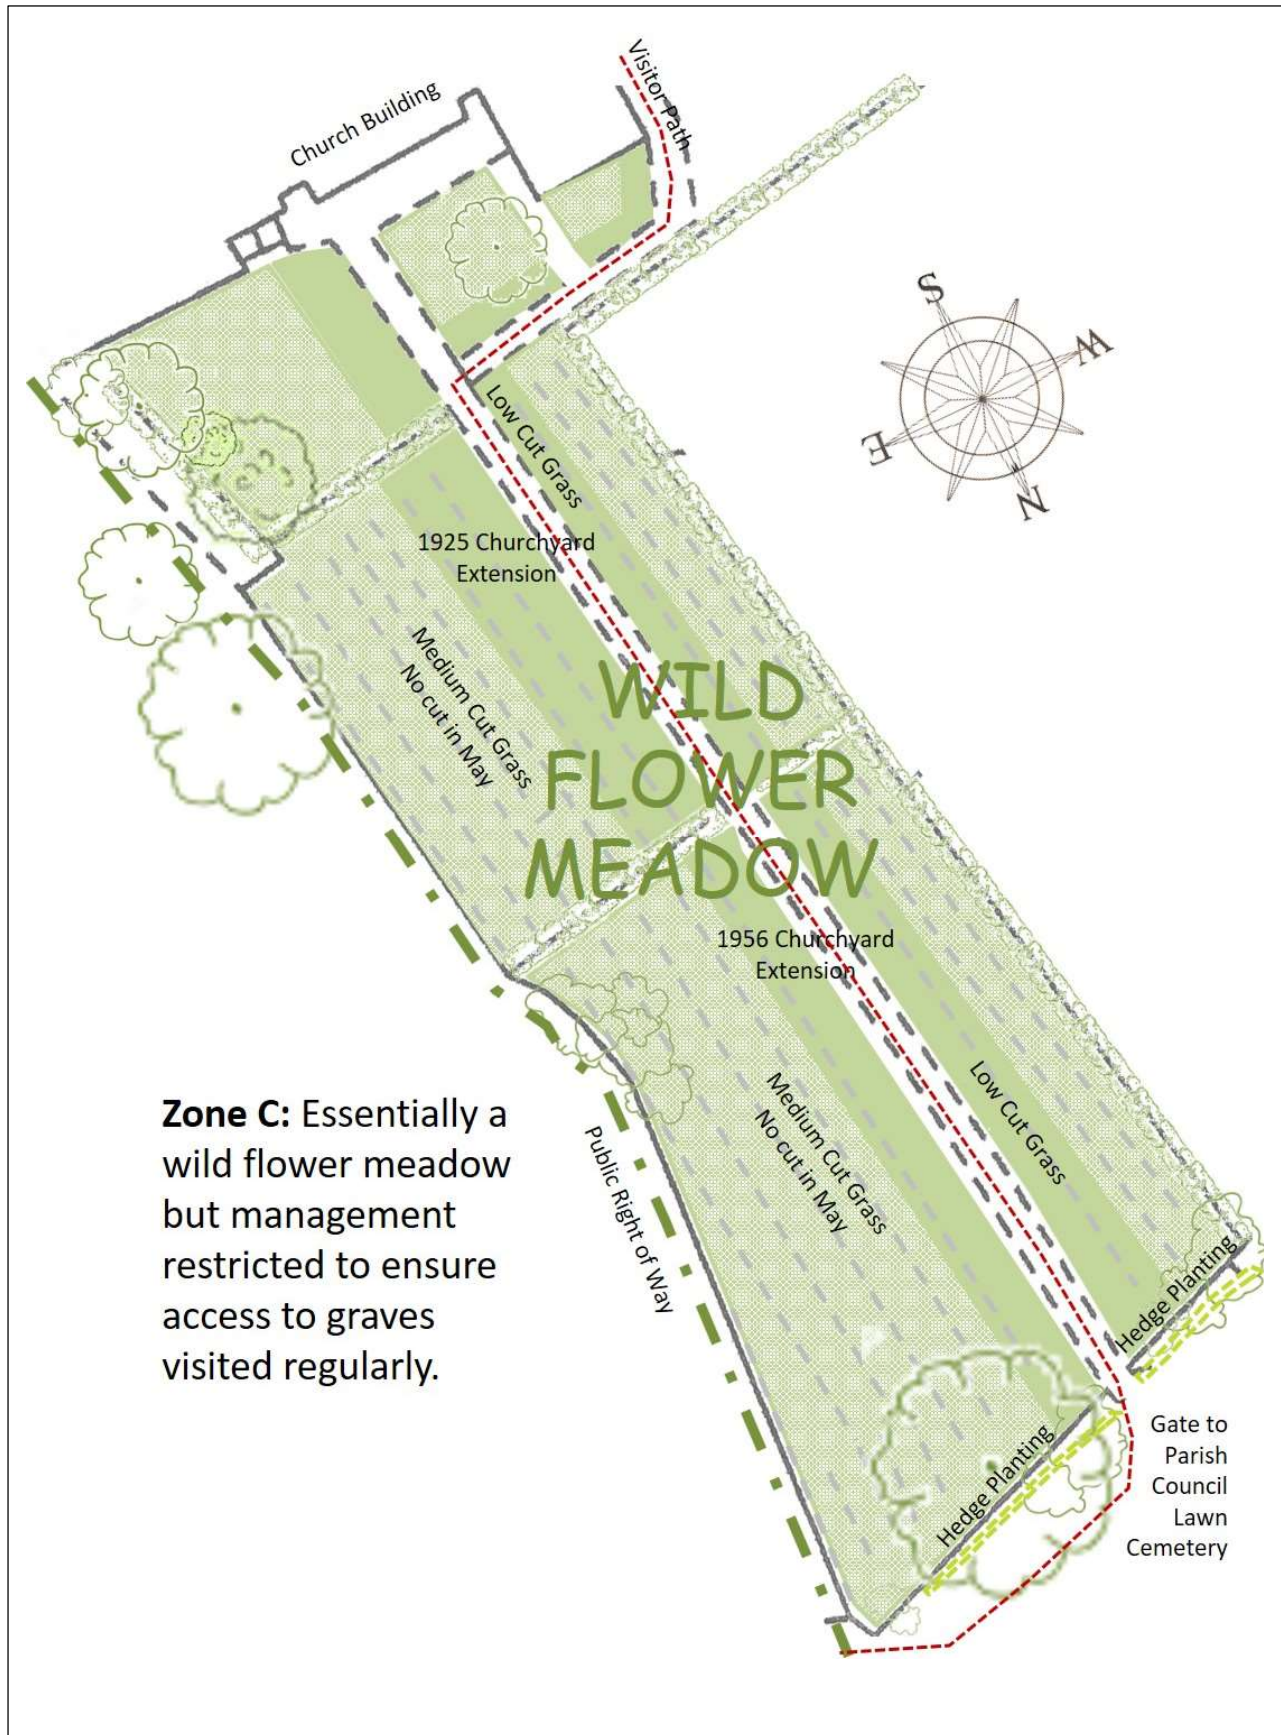 Visitor Path
Church Building
S
W
E
N
Low Cut Grass
1925 Churchyard
Extension
Medium Cut Grass
No cut in May
WILD
FLOWER
MEADOW
1956 Churchyard
Extension
Medium Cut Grass
No cut in May
Low Cut Grass
Public Right of Way
Zone C: Essentially a
wild flower meadow
but management
restricted to ensure
access to graves
visited regularly.
Hedge Planting
Hedge Planting
Gate to
Parish
Council
Lawn
Cemetery